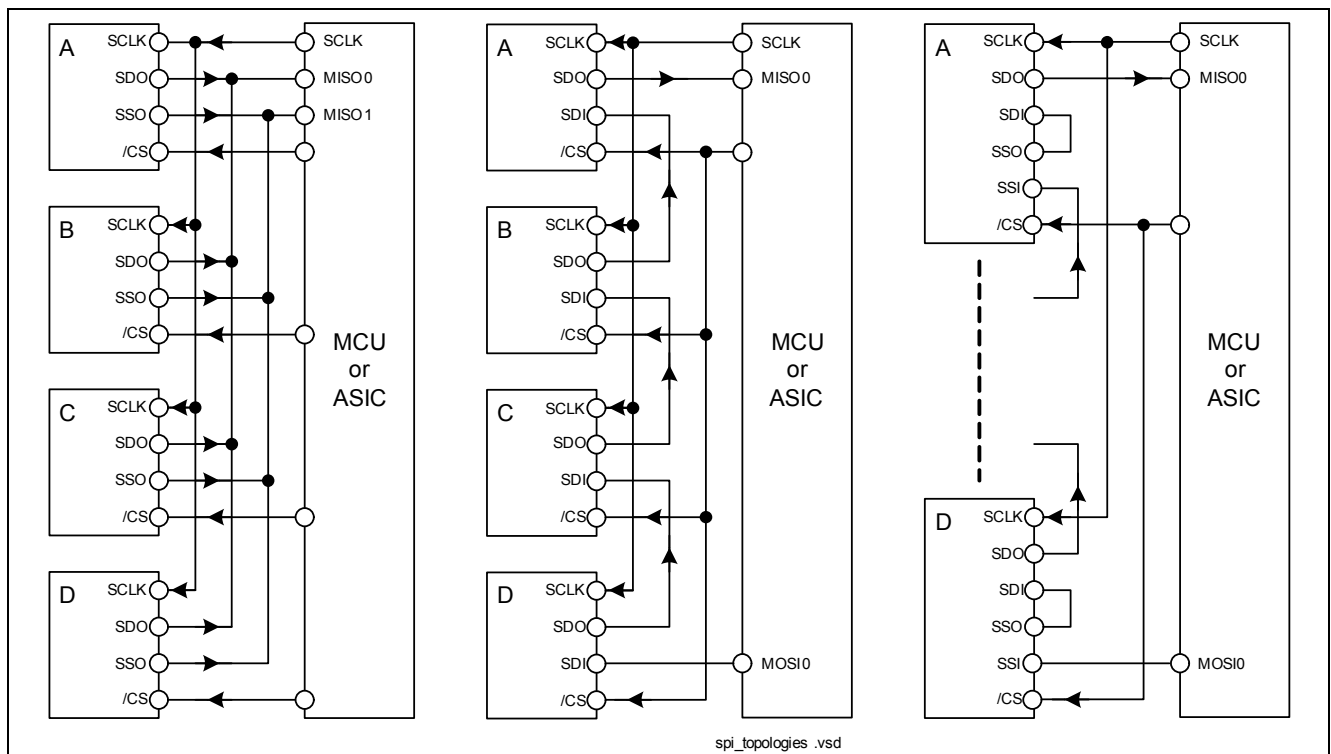 A
SCLK
SDO
SSO
/CS
B
SCLK
SDO
SSO
/CS
C
SCLK
SDO
SSO
/CS
D
SCLK
SDO
SSO
/CS
SCLK
MISO0
MISO1
MCU
or
ASIC
A
SCLK
SDO
SDI
/CS
B
SCLK
SDO
SDI
/CS
C
SCLK
SDO
SDI
/CS
D
SCLK
SDO
SDI
/CS
SCLK
MISO0
MCU
or
ASIC
MOSI0
A
SCLK
SDO
SDI
SSO
SSI
/CS
D
SCLK
SDO
SDI
SSO
SSI
/CS
SCLK
MISO0
MCU
or
ASIC
MOSI0
spi_topologies .vsd